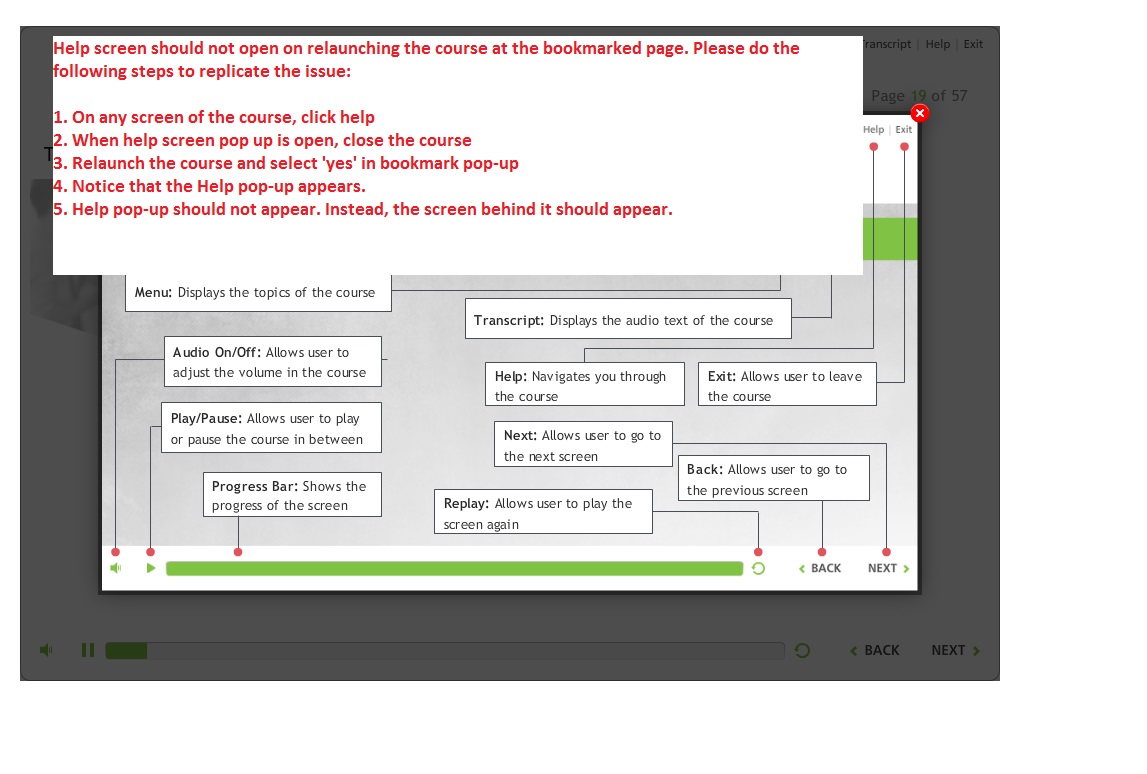 Help screen should not open on relaunching the course at the bookmarked page. Please do the
following steps to replicate the issue:
1. On any screen of the course, click help
2. When help screen pop up is open, close the course
3. Relaunch the course and select 'yes' in bookmark pop-up
4. Notice that the Help pop-up appears.
5. Help pop-up should not appear. Instead, the screen behind it should appear.
Transcript | Help | Exit
Page 19 of 57
Help | Exit
Menu: Displays the topics of the course
Transcript: Displays the audio text of the course
Audio On/Off: Allows user to
adjust the volume in the course
Help: Navigates you through
the course
Exit: Allows user to leave
the course
Play/Pause: Allows user to play
or pause the course in between
Next: Allows user to go to
the next screen
Back: Allows user to go to
the previous screen
Progress Bar: Shows the
progress of the screen
Replay: Allows user to play the
screen again
BACK NEXT
BACK NEXT